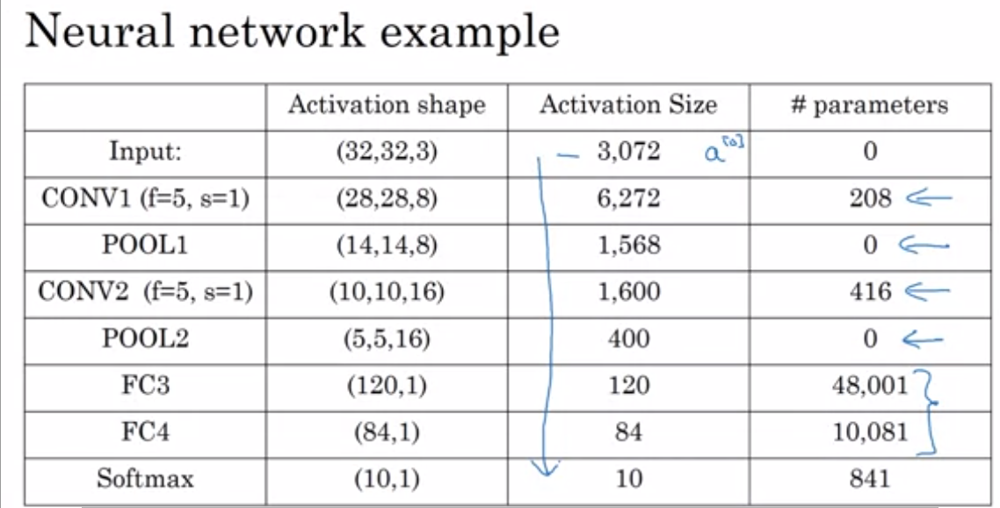 Neural network example
Activation shape Activation Size # parameters
Input: (32,32,3) – 3,072 a[0] 0
CONV1 (f=5, s=1) (28,28,8) 6,272 208 ←
POOL1 (14,14,8) 1,568 0 ←
CONV2 (f=5, s=1) (10,10,16) 1,600 416 ←
POOL2 (5,5,16) 400 0 ←
FC3 (120,1) 120 48,001 }
FC4 (84,1) 84 10,081
Softmax (10,1) 10 841